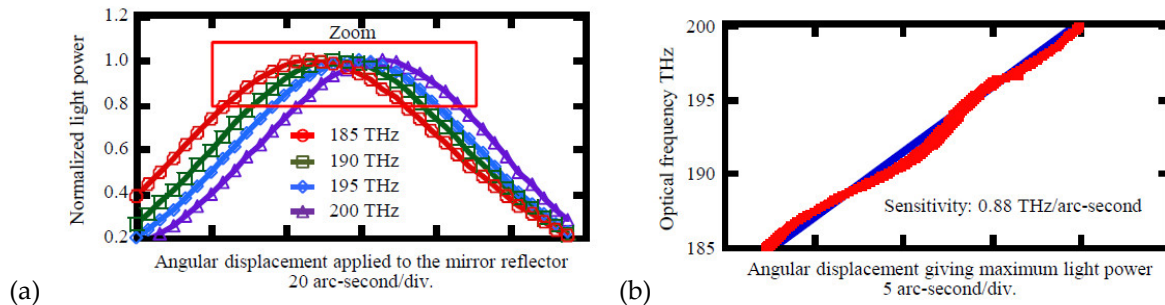 1.2
1.0
0.8
0.6
0.4
0.2
Normalized light power
Zoom
185 THz
190 THz
195 THz
200 THz
Angular displacement applied to the mirror reflector
20 arc-second/div.
(a)
200
195
190
185
Optical frequency THz
Sensitivity: 0.88 THz/arc-second
Angular displacement giving maximum light power
5 arc-second/div.
(b)